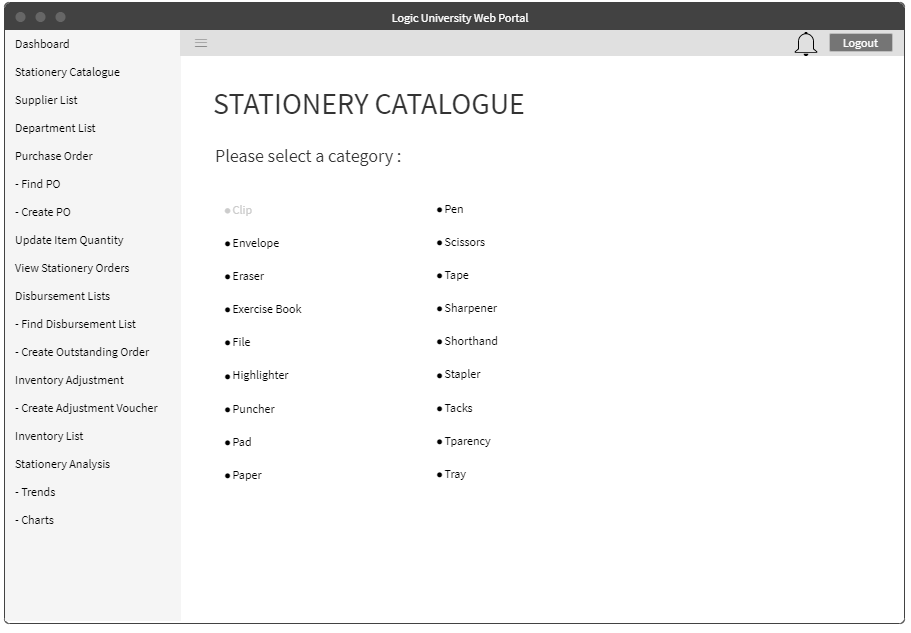 Logic University Web Portal
Logout
Dashboard
Stationery Catalogue
Supplier List
Department List
Purchase Order
- Find PO
- Create PO
Update Item Quantity
View Stationery Orders
Disbursement Lists
- Find Disbursement List
- Create Outstanding Order
Inventory Adjustment
- Create Adjustment Voucher
Inventory List
Stationery Analysis
- Trends
- Charts
STATIONERY CATALOGUE
Please select a category :
● Clip
● Envelope
● Eraser
● Exercise Book
● File
● Highlighter
● Puncher
● Pad
● Paper
● Pen
● Scissors
● Tape
● Sharpener
● Shorthand
● Stapler
● Tacks
● Tparency
● Tray